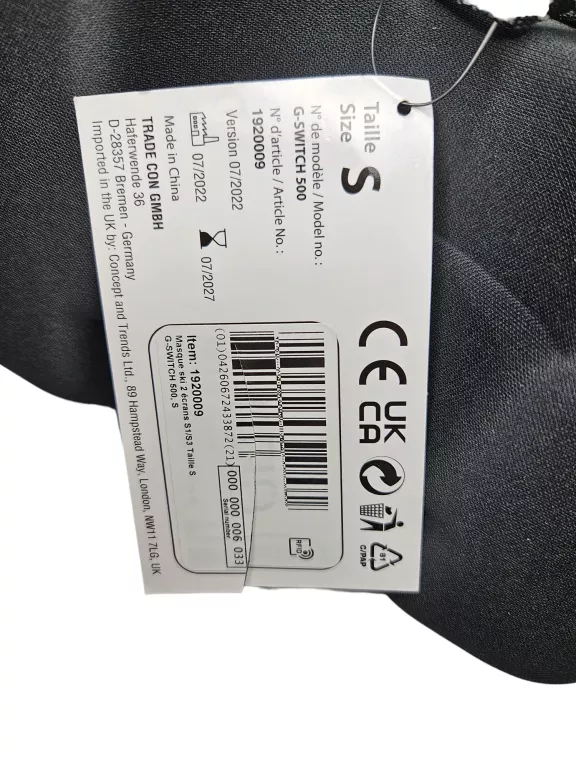 Taille
Size
S
N° de modèle / Model no. :
G-SWITCH 500
N° d'article / Article No. :
1920009
Version 07/2022
07/2022
07/2027
Made in China
TRADE CON GMBH
Haferwende 36
D-28357 Bremen - Germany
Imported in the UK by: Concept and Trends Ltd., 89 Hampstead Way, London, NW11 7LG, UK
CE
UK
CA
81
C/PAP
RFID
(01)04260672433872(21)
000 000 006 033
Serial number
Item: 1920009
Masque ski 2 écrans S1/S3 Taille S
G-SWITCH 500, S